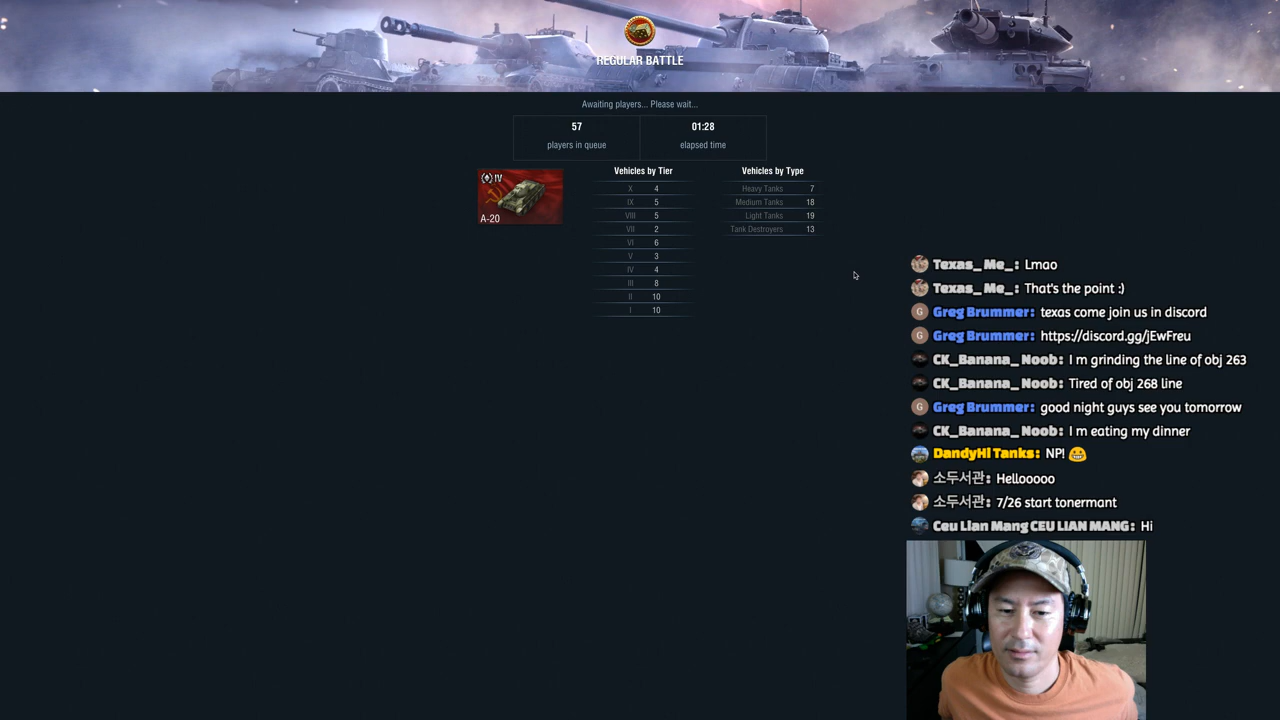 REGULAR BATTLE
Awaiting players... Please wait...
57
players in queue
01:28
elapsed time
IV
A-20
Vehicles by Tier
X 4
IX 5
VIII 5
VII 2
VI 6
V 3
IV 4
III 8
II 10
I 10
Vehicles by Type
Heavy Tanks 7
Medium Tanks 18
Light Tanks 19
Tank Destroyers 13
Texas_Me_: Lmao
Texas_Me_: That's the point :)
G Greg Brummer: texas come join us in discord
G Greg Brummer: https://discord.gg/jEwFreu
CK_Banana_Noob: I m grinding the line of obj 263
CK_Banana_Noob: Tired of obj 268 line
G Greg Brummer: good night guys see you tomorrow
CK_Banana_Noob: I m eating my dinner
DandyHi Tanks: NP! 😁
소두서관: Hellooooo
소두서관: 7/26 start tonermant
Ceu Lian Mang CEU LIAN MANG: Hi